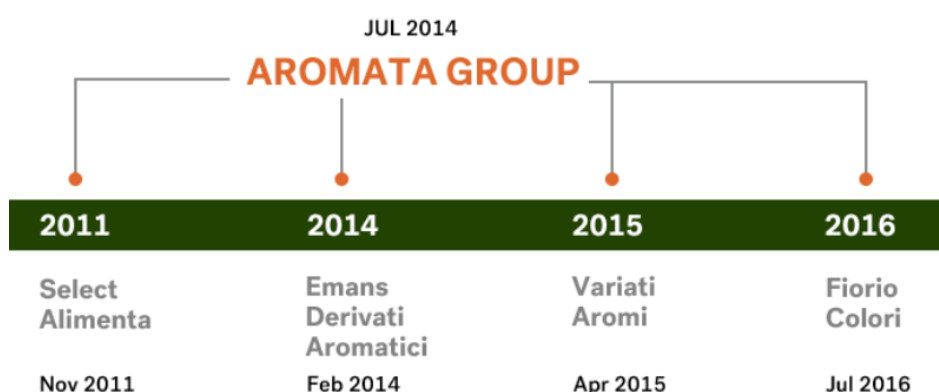 JUL 2014
AROMATA GROUP
2011
2014
2015
2016
Select
Alimenta
Emans
Derivati
Aromatici
Variati
Aromi
Fiorio
Colori
Nov 2011
Feb 2014
Apr 2015
Jul 2016